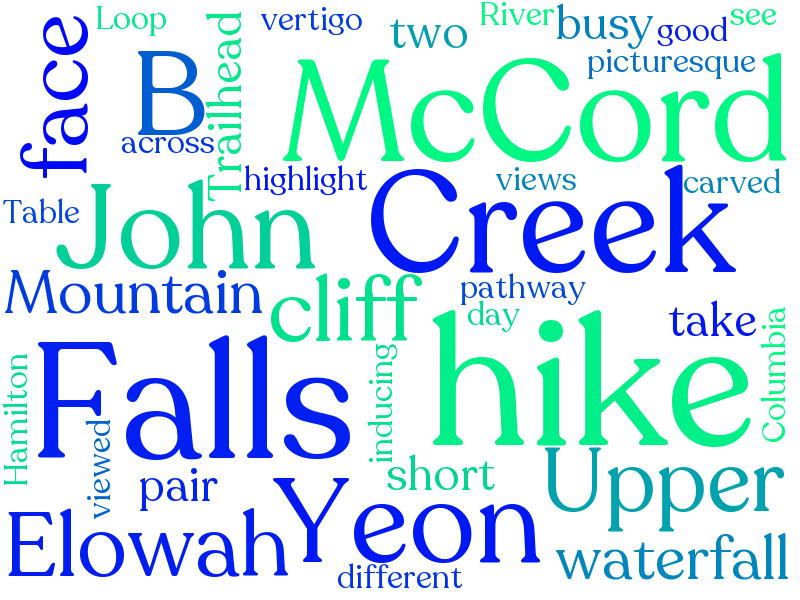 Loop
vertigo
two
River
see
busy
good
face
B
Trailhead
picturesque
McCord
across
highlight
views
carved
Table
John
Creek
Mountain
cliff
pathway
day
take
Columbia
Falls
hike
inducing
Hamilton
viewed
pair
short
Upper
Elowah
Yeon
waterfall
different